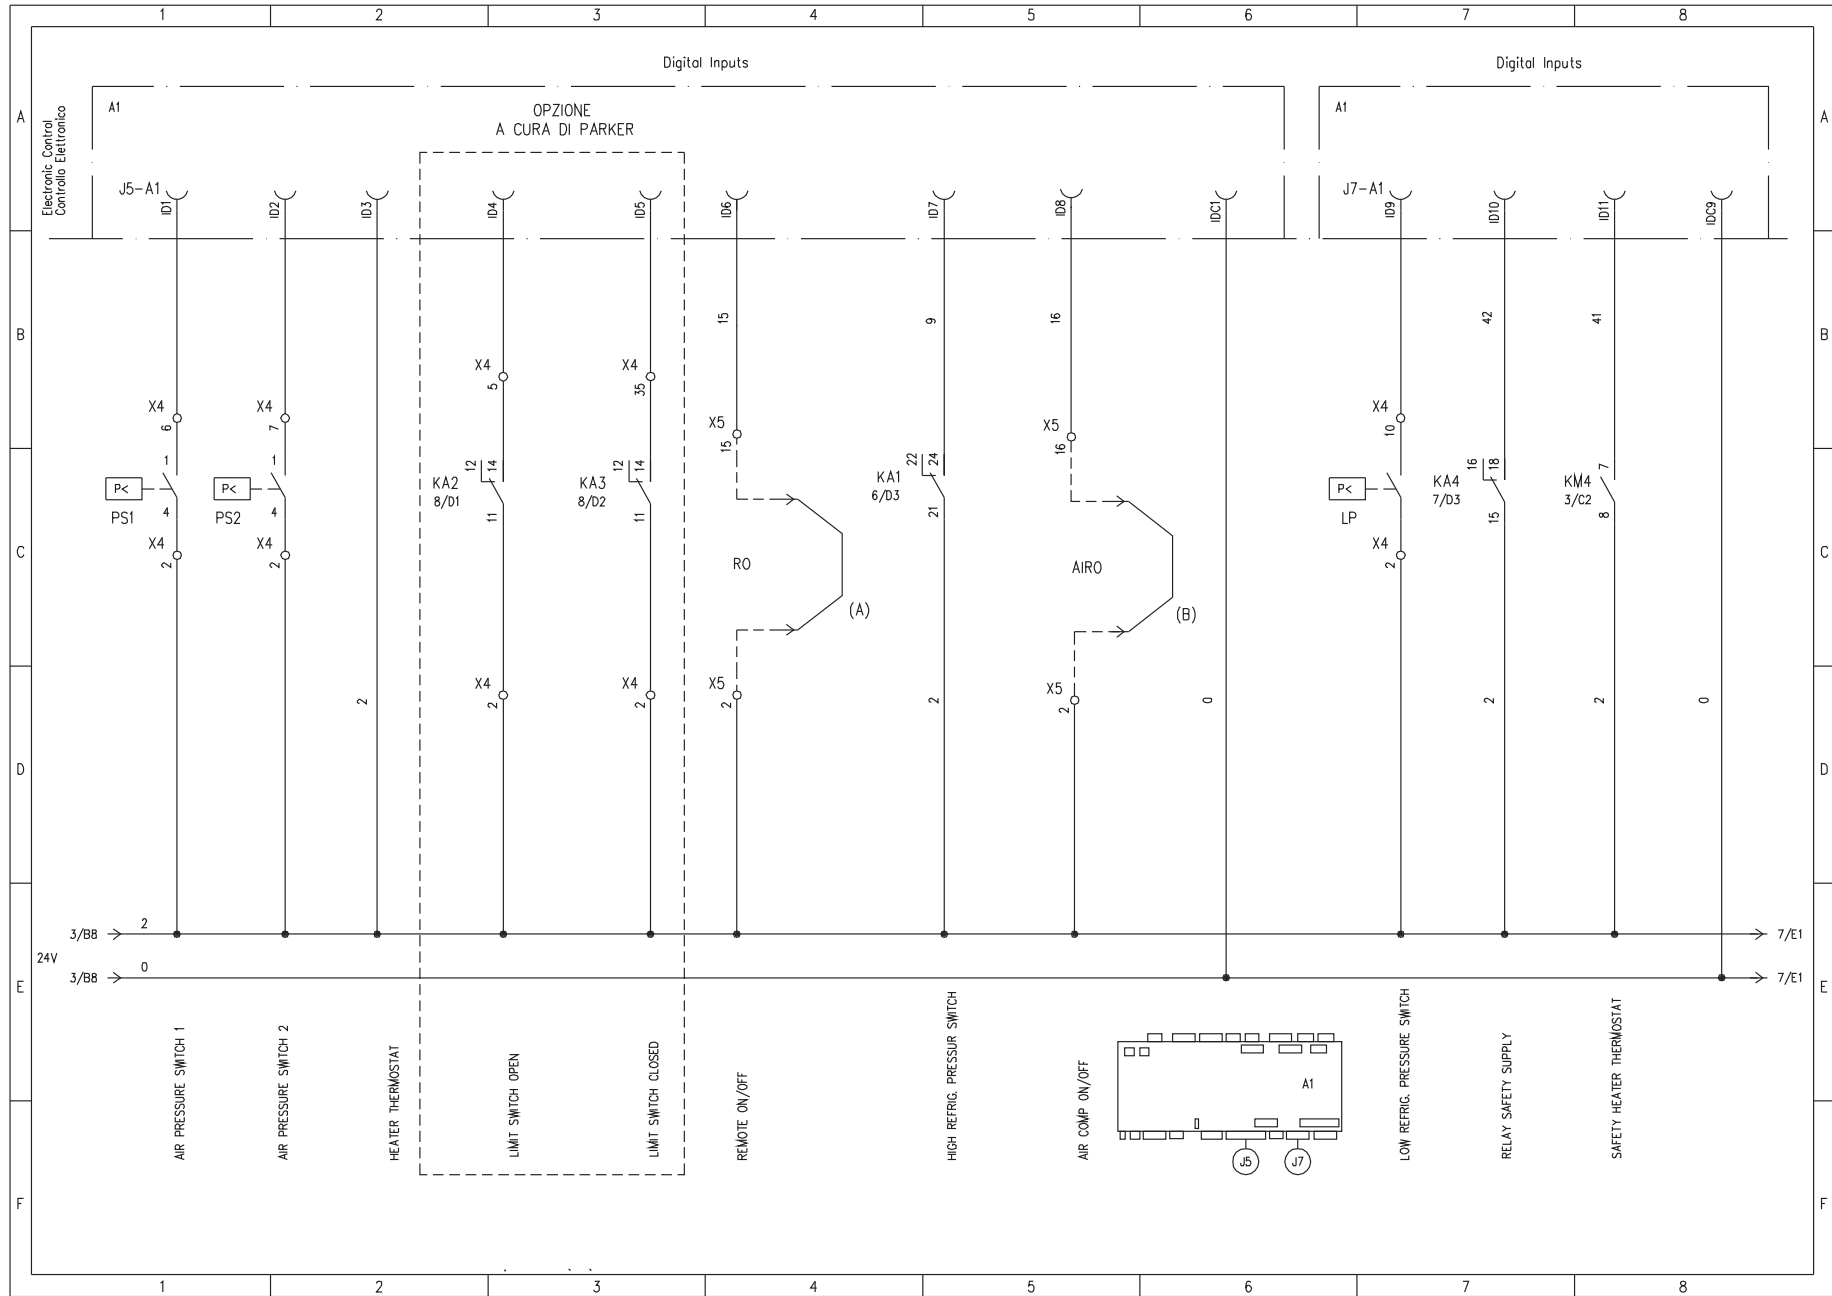 1 2 3 4 5 6 7 8
Digital Inputs
Digital Inputs
A
A
Electronic Control
Controllo Elettronico
A1
OPZIONE
A CURA DI PARKER
A1
J5-A1
ID1 ID2 ID3 ID4 ID5 ID6 ID7 ID8 IDC1
J7-A1
ID9 ID10 ID11 IDC9
B
B
15 9 16 42 41
X4 X4
5 35
X4 X4 X4
6 7 10
X5 X5
15 16
1 1
12 14
12 14
22 24
16 18
7
P<
P<
P<
KA2
8/D1
KA3
8/D2
KA1
6/D3
KA4
7/D3
KM4
3/C2
4 4 11 11 21 15 8
PS1 PS2 LP
X4 X4 X4
2 2 2
C
C
RO
AIRO
(A)
(B)
X4 X4 X5 X5
2 2 2 2
2 2 0 2 2 0
D
D
3/B8 2 7/E1
24V
3/B8 0 7/E1
E
E
AIR PRESSURE SWITCH 1
AIR PRESSURE SWITCH 2
HEATER THERMOSTAT
LIMIT SWITCH OPEN
LIMIT SWITCH CLOSED
REMOTE ON/OFF
HIGH REFRIG. PRESSUR SWITCH
AIR COMP ON/OFF
A1
J5 J7
LOW REFRIG. PRESSURE SWITCH
RELAY SAFETY SUPPLY
SAFETY HEATER THERMOSTAT
F
F
1 2 3 4 5 6 7 8